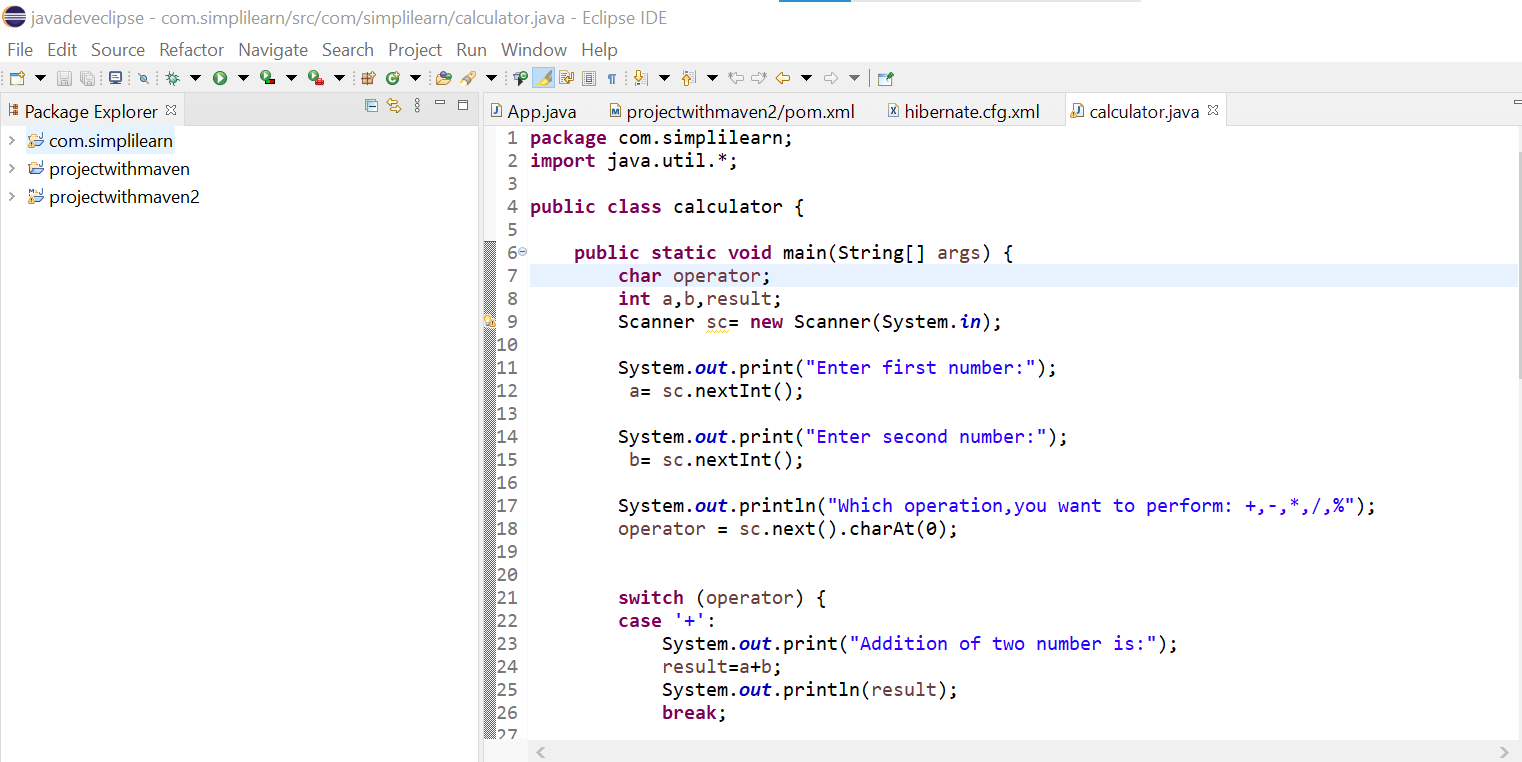 javadeveclipse - com.simplilearn/src/com/simplilearn/calculator.java - Eclipse IDE
File Edit Source Refactor Navigate Search Project Run Window Help
Package Explorer
com.simplilearn
projectwithmaven
projectwithmaven2
App.java projectwithmaven2/pom.xml hibernate.cfg.xml calculator.java
1 package com.simplilearn;
2 import java.util.*;
3
4 public class calculator {
5
6 public static void main(String[] args) {
7 char operator;
8 int a,b,result;
9 Scanner sc= new Scanner(System.in);
10
11 System.out.print("Enter first number:");
12 a= sc.nextInt();
13
14 System.out.print("Enter second number:");
15 b= sc.nextInt();
16
17 System.out.println("Which operation,you want to perform: +,-,*,/,%");
18 operator = sc.next().charAt(0);
19
20
21 switch (operator) {
22 case '+':
23 System.out.print("Addition of two number is:");
24 result=a+b;
25 System.out.println(result);
26 break;
27